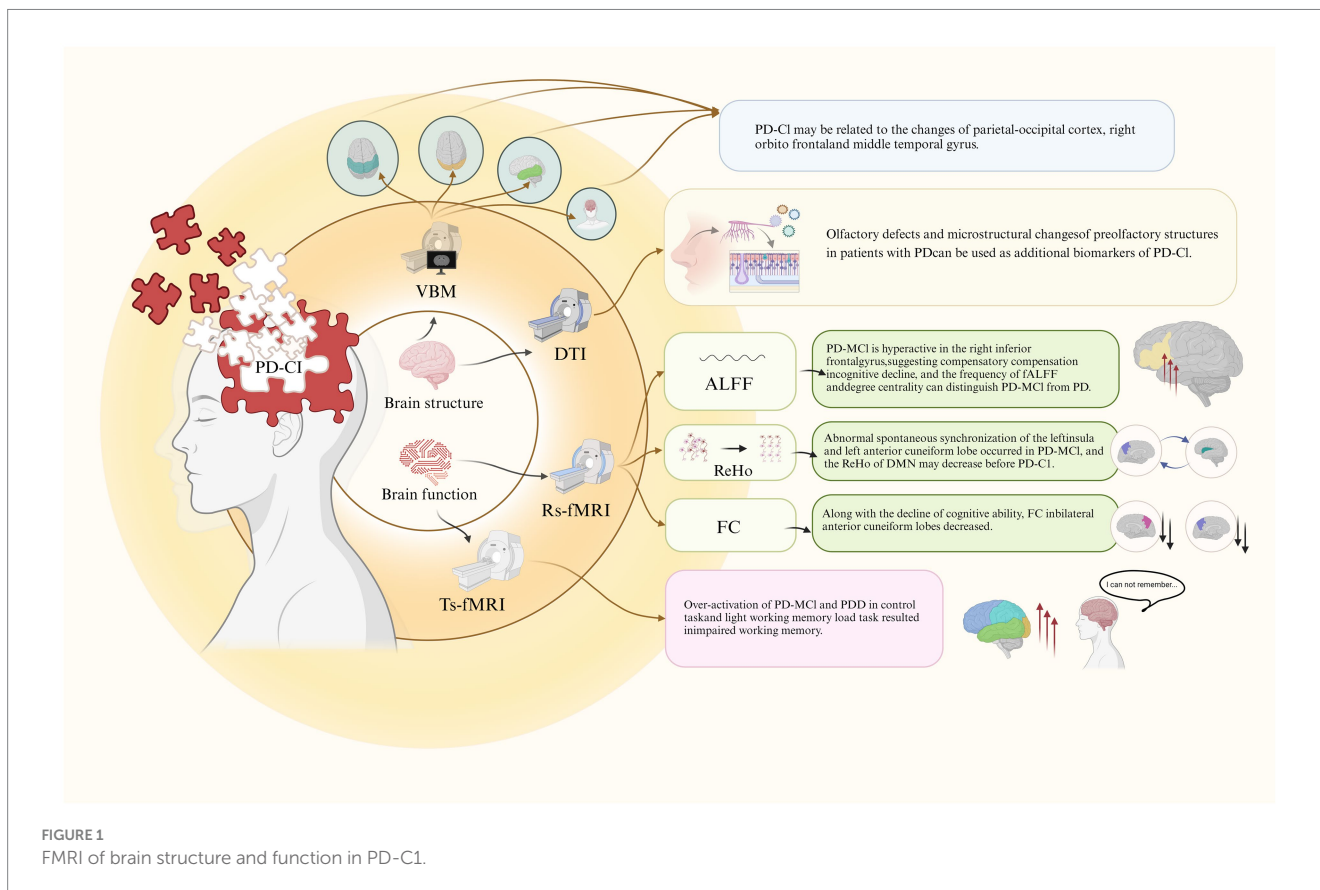 PD-Cl may be related to the changes of parietal-occipital cortex, right
orbito frontaland middle temporal gyrus.
Olfactory defects and microstructural changesof preolfactory structures
in patients with PDcan be used as additional biomarkers of PD-Cl.
VBM
DTI
PD-CI
Brain structure
Brain function
Rs-fMRI
Ts-fMRI
ALFF
PD-MCl is hyperactive in the right inferior
frontalgyrus,suggesting compensatory compensation
incognitive decline, and the frequency of fALFF
anddegree centrality can distinguish PD-MCl from PD.
ReHo
Abnormal spontaneous synchronization of the leftinsula
and left anterior cuneiform lobe occurred in PD-MCl, and
the ReHo of DMN may decrease before PD-C1.
FC
Along with the decline of cognitive ability, FC inbilateral
anterior cuneiform lobes decreased.
Over-activation of PD-MCl and PDD in control
taskand light working memory load task resulted
inimpaired working memory.
I can not remember...
FIGURE 1
FMRI of brain structure and function in PD-C1.